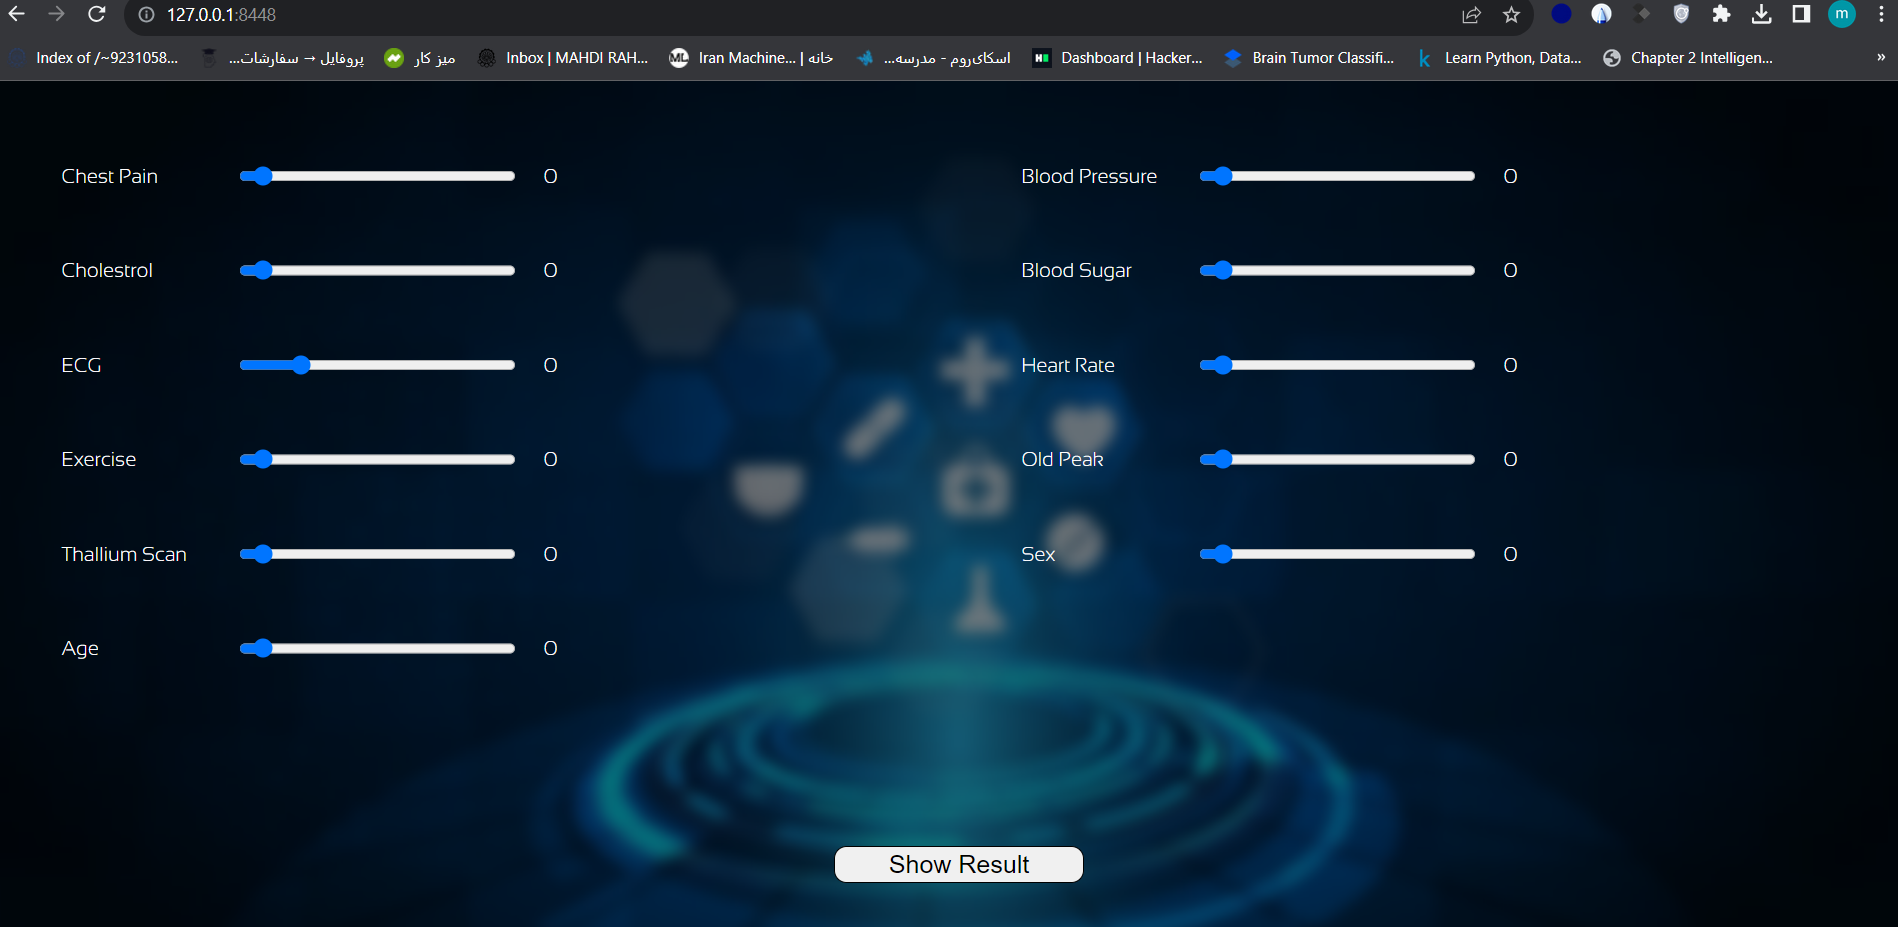 127.0.0.1:8448
m
Index of /~9231058...
پروفایل → سفارشات...
میز کار
Inbox | MAHDI RAH...
ML
خانه | Iran Machine...
اسکای‌روم - مدرسه...
Dashboard | Hacker...
Brain Tumor Classifi...
k
Learn Python, Data...
Chapter 2 Intelligen...
»
Chest Pain 0
Blood Pressure 0
Cholestrol 0
Blood Sugar 0
ECG 0
Heart Rate 0
Exercise 0
Old Peak 0
Thallium Scan 0
Sex 0
Age 0
Show Result